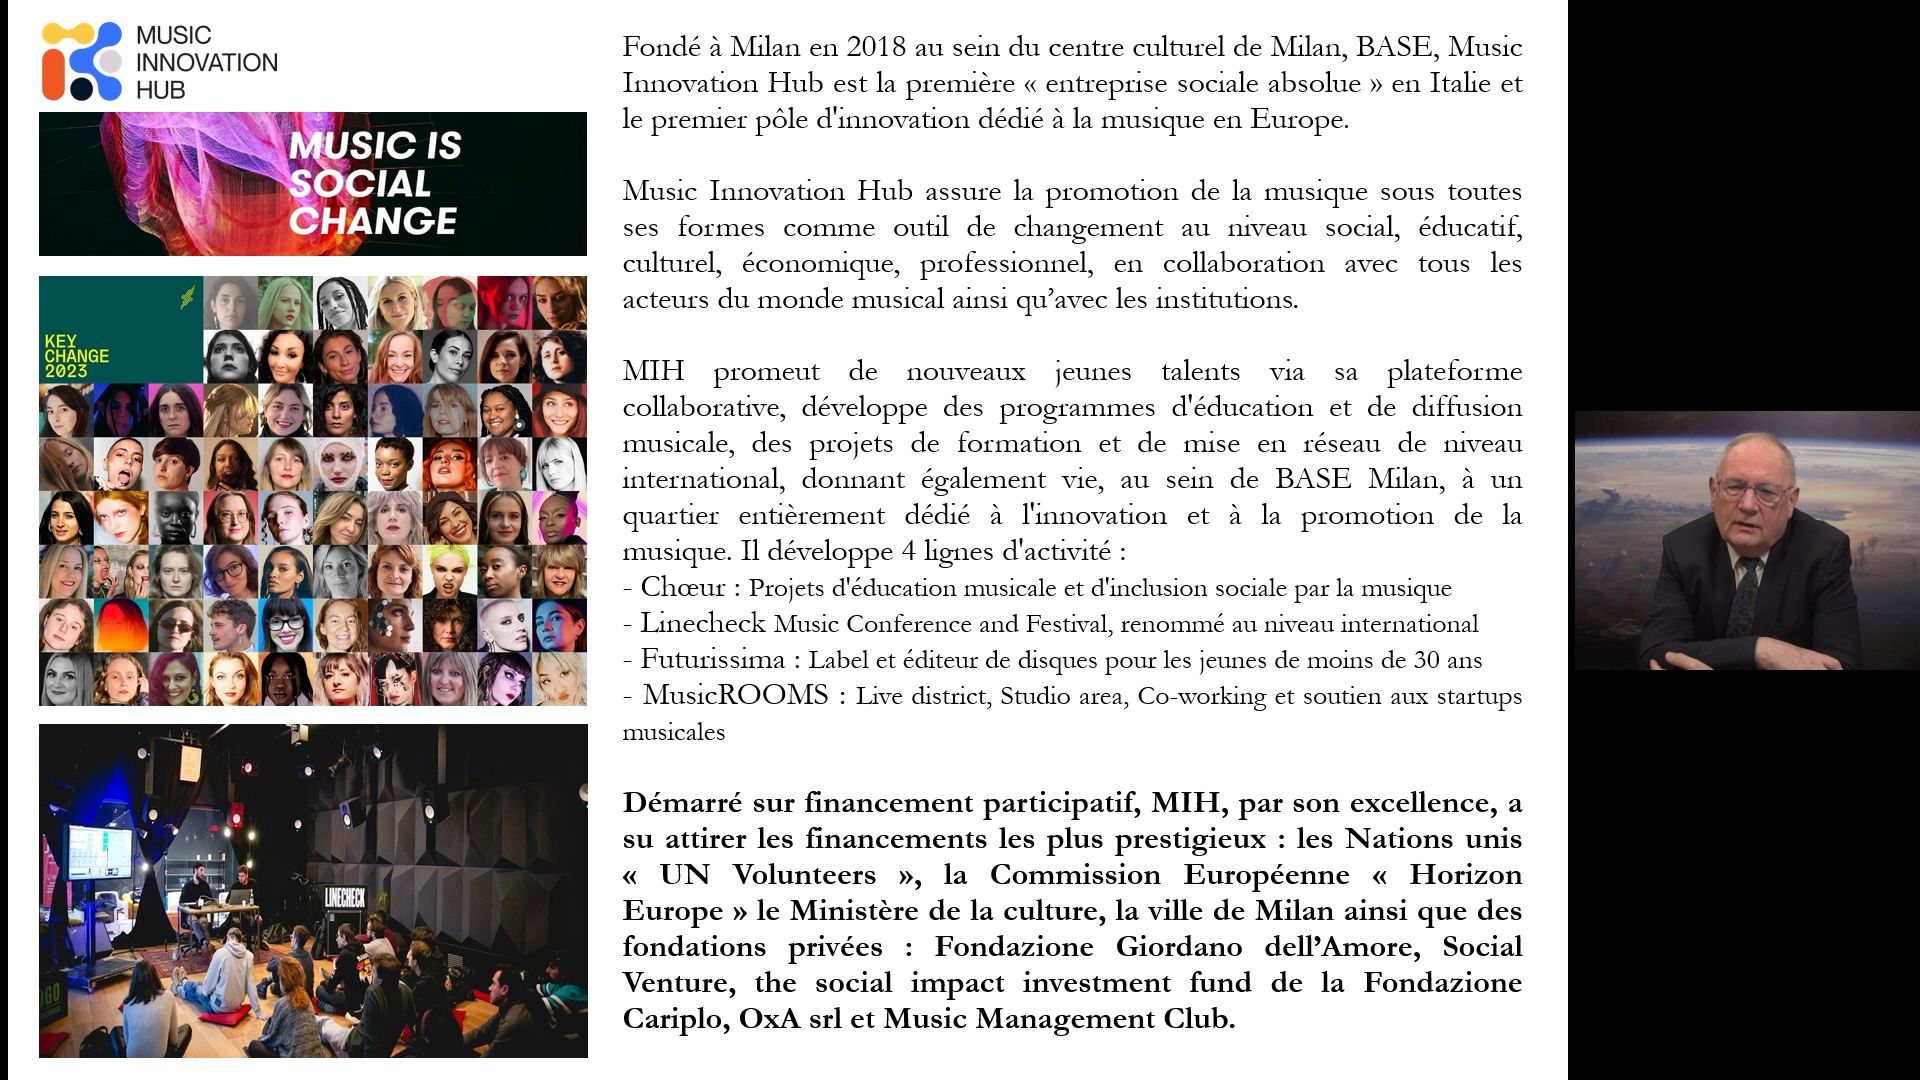 MUSIC
INNOVATION
HUB
MUSIC IS
SOCIAL
CHANGE
KEY
CHANGE
2023
LINECHECK
Fondé à Milan en 2018 au sein du centre culturel de Milan, BASE, Music
Innovation Hub est la première « entreprise sociale absolue » en Italie et
le premier pôle d'innovation dédié à la musique en Europe.
Music Innovation Hub assure la promotion de la musique sous toutes
ses formes comme outil de changement au niveau social, éducatif,
culturel, économique, professionnel, en collaboration avec tous les
acteurs du monde musical ainsi qu’avec les institutions.
MIH promeut de nouveaux jeunes talents via sa plateforme
collaborative, développe des programmes d'éducation et de diffusion
musicale, des projets de formation et de mise en réseau de niveau
international, donnant également vie, au sein de BASE Milan, à un
quartier entièrement dédié à l'innovation et à la promotion de la
musique. Il développe 4 lignes d'activité :
- Chœur : Projets d'éducation musicale et d'inclusion sociale par la musique
- Linecheck Music Conference and Festival, renommé au niveau international
- Futurissima : Label et éditeur de disques pour les jeunes de moins de 30 ans
- MusicROOMS : Live district, Studio area, Co-working et soutien aux startups
musicales
Démarré sur financement participatif, MIH, par son excellence, a
su attirer les financements les plus prestigieux : les Nations unis
« UN Volunteers », la Commission Européenne « Horizon
Europe » le Ministère de la culture, la ville de Milan ainsi que des
fondations privées : Fondazione Giordano dell’Amore, Social
Venture, the social impact investment fund de la Fondazione
Cariplo, OxA srl et Music Management Club.